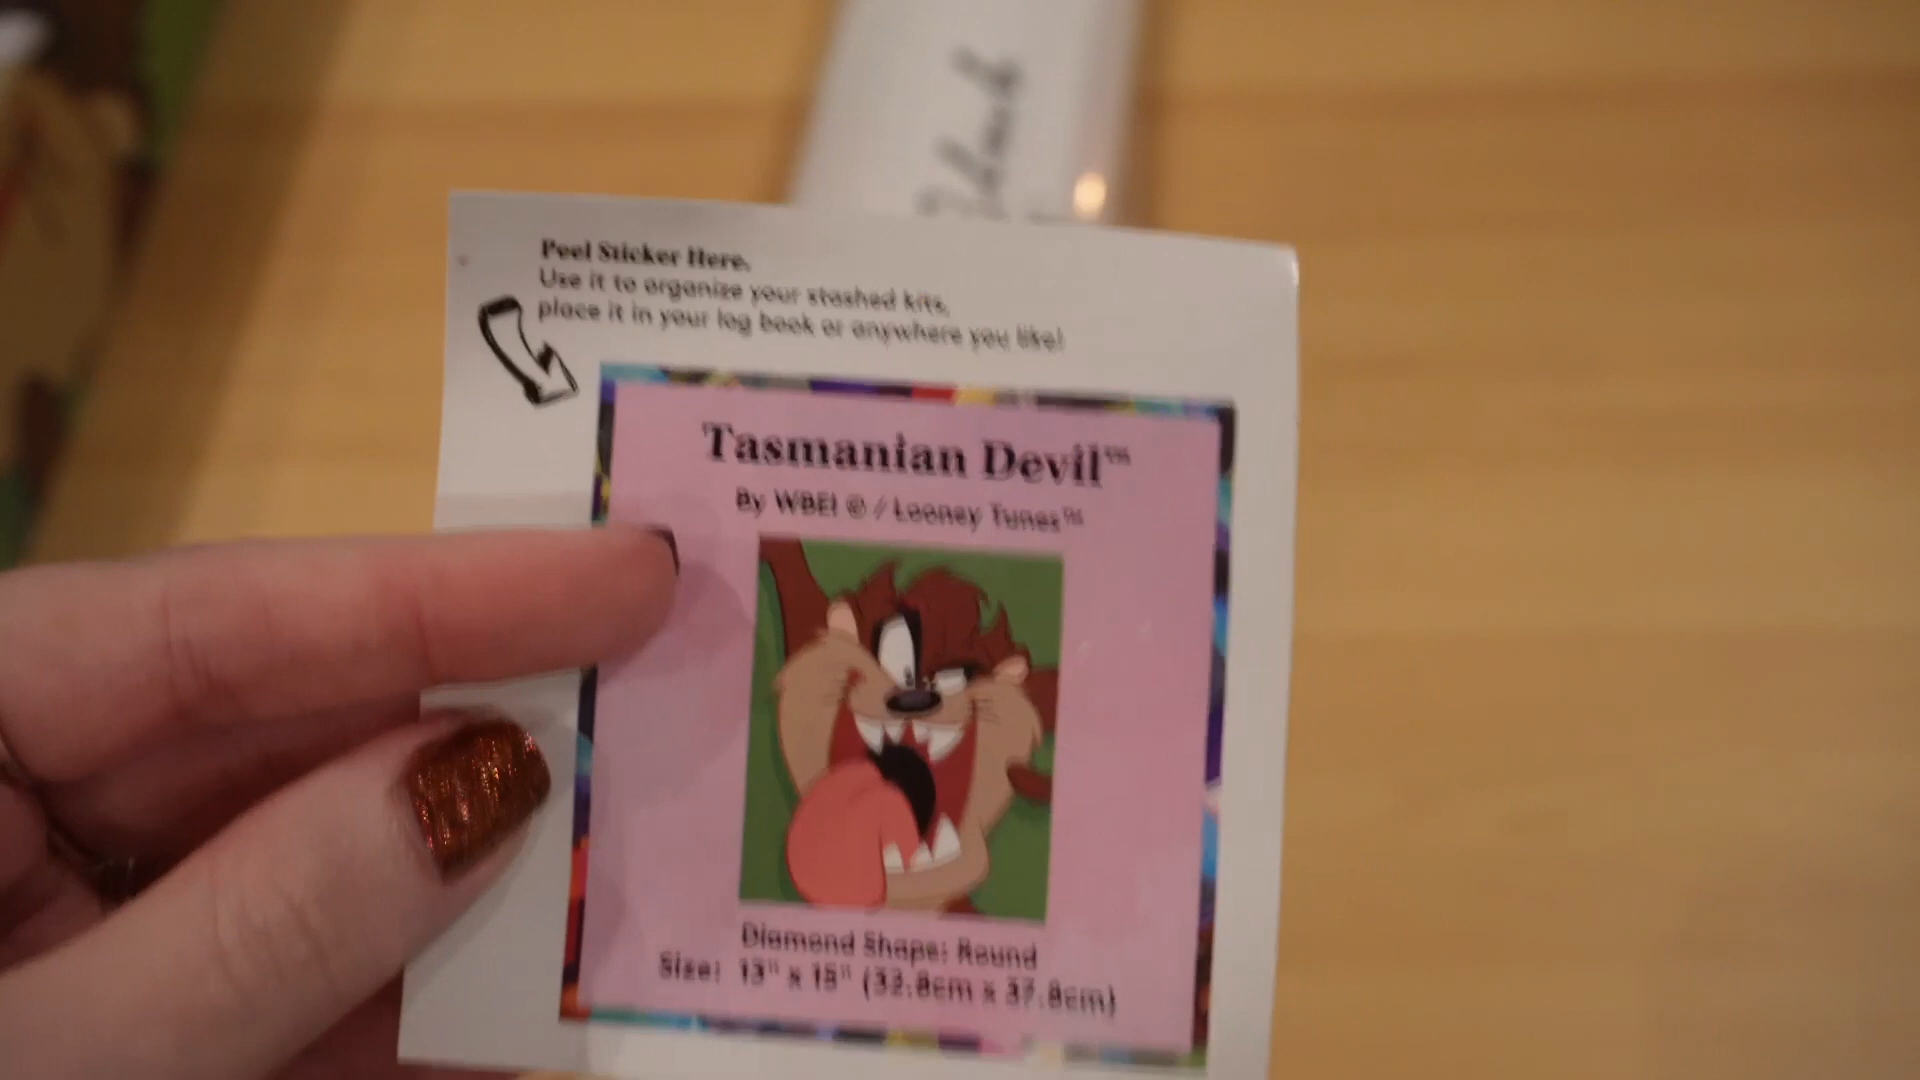 Peel Sticker Here.
Use it to organize your stashed kits,
place it in your log book or anywhere you like!
Tasmanian Devil™
By WBEI © / Looney Tunes™
Diamond Shape: Round
Size: 13" x 15" (32.8cm x 37.8cm)